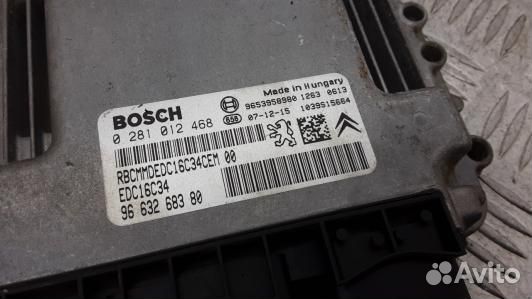 Made in Hungary
BOSCH
9653958980 1263 0613
0 281 012 468
07-12-15
1039S15664
RBCMMDEDC16C34CEM 00
EDC16C34
96 632 683 80
Avito